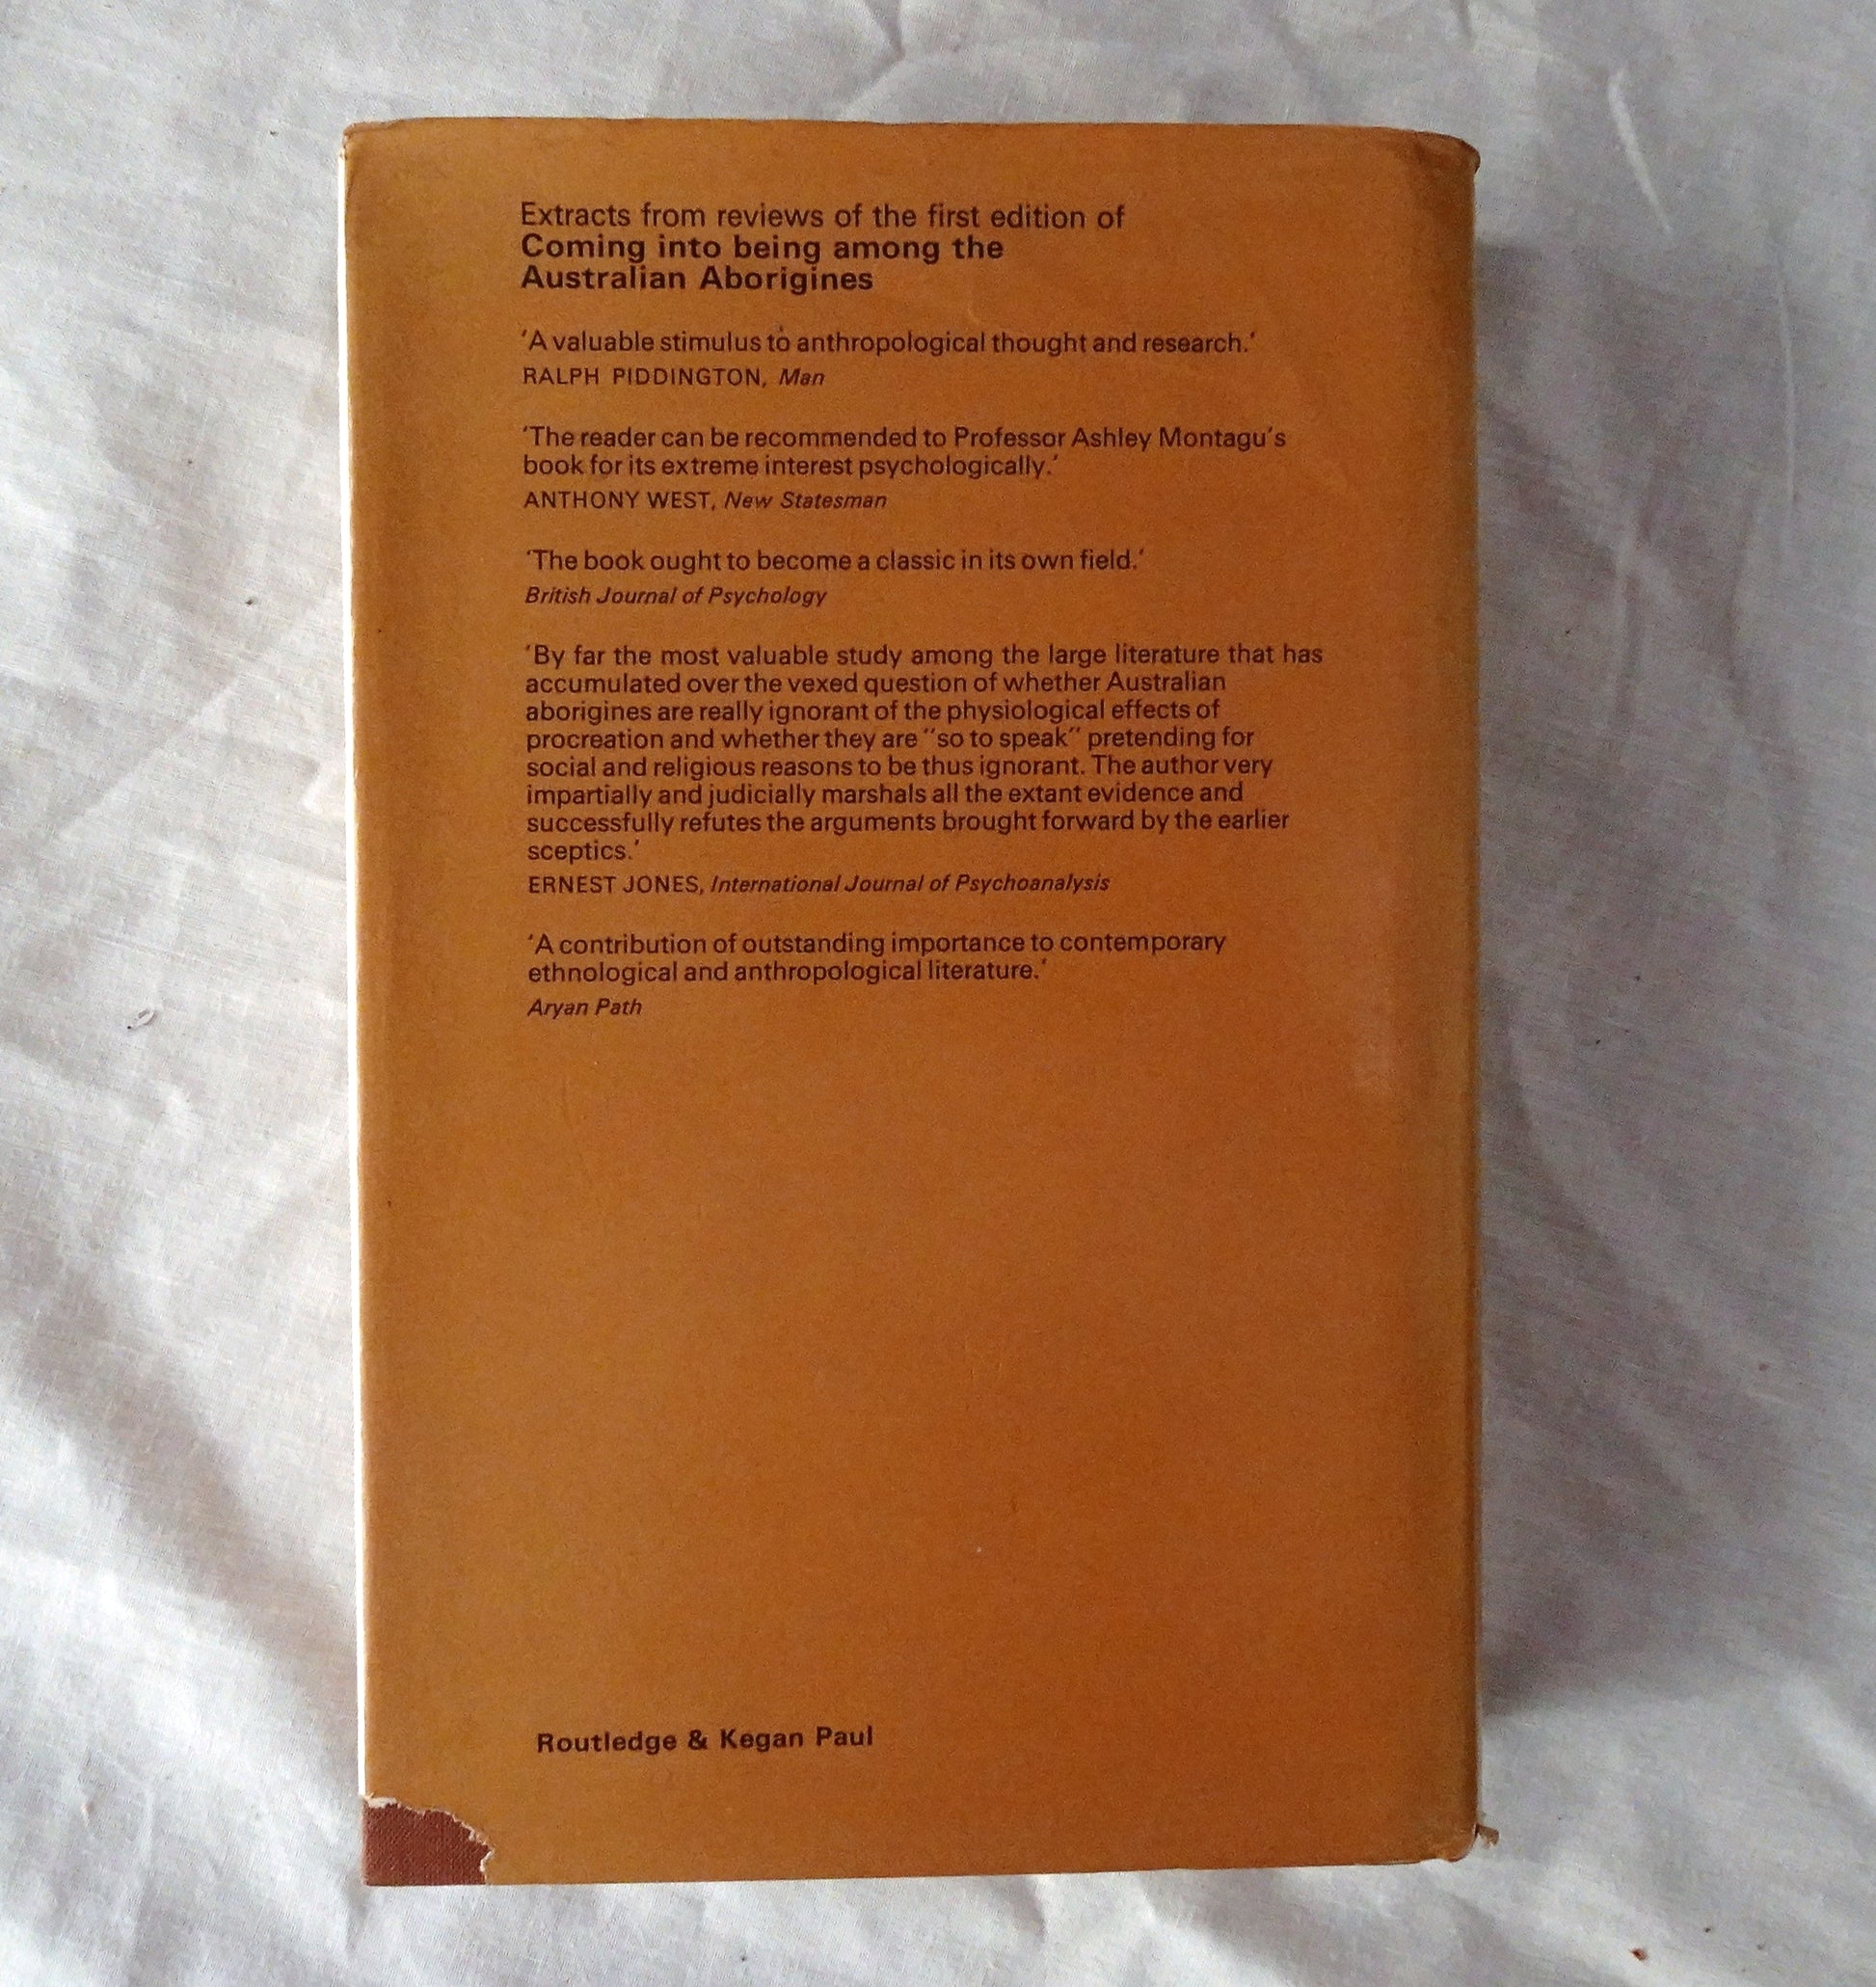 Extracts from reviews of the first edition of
Coming into being among the
Australian Aborigines
‘A valuable stimulus to anthropological thought and research.’
RALPH PIDDINGTON, Man
‘The reader can be recommended to Professor Ashley Montagu’s
book for its extreme interest psychologically.’
ANTHONY WEST, New Statesman
‘The book ought to become a classic in its own field.’
British Journal of Psychology
‘By far the most valuable study among the large literature that has
accumulated over the vexed question of whether Australian
aborigines are really ignorant of the physiological effects of
procreation and whether they are “so to speak” pretending for
social and religious reasons to be thus ignorant. The author very
impartially and judicially marshals all the extant evidence and
successfully refutes the arguments brought forward by the earlier
sceptics.’
ERNEST JONES, International Journal of Psychoanalysis
‘A contribution of outstanding importance to contemporary
ethnological and anthropological literature.’
Aryan Path
Routledge & Kegan Paul